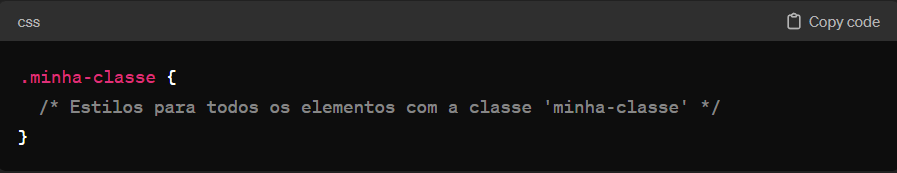 css
Copy code
.minha-classe {
/* Estilos para todos os elementos com a classe 'minha-classe' */
}